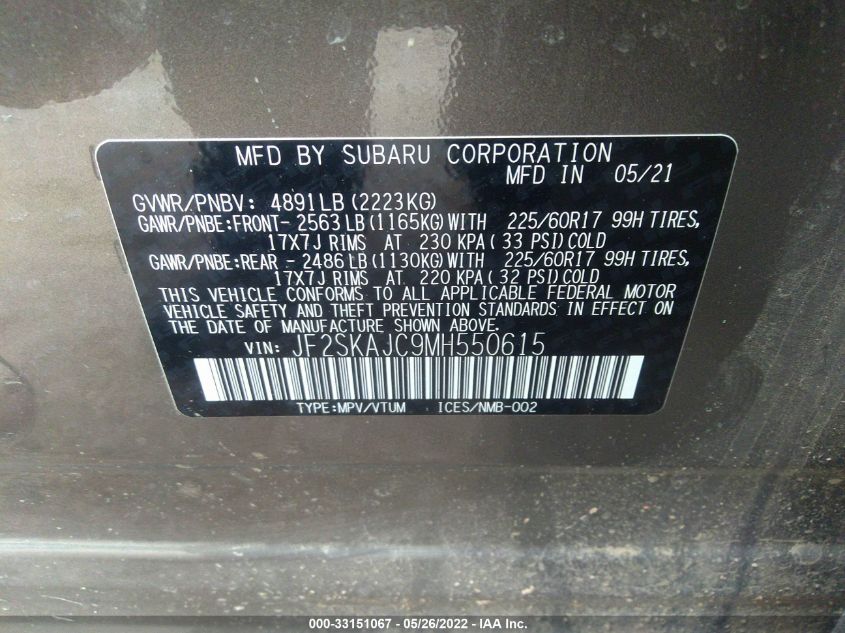 MFD BY SUBARU CORPORATION
MFD IN 05/21
GVWR/PNBV: 4891LB(2223KG)
GAWR/PNBE:FRONT-2563LB(1165KG)WITH 225/60R17 99H TIRES,
17X7J RIMS AT 230 KPA(33 PSI)COLD
GAWR/PNBE:REAR -2486LB(1130KG)WITH 225/60R17 99H TIRES,
17X7J RIMS AT 220 KPA(32 PSI)COLD
THIS VEHICLE CONFORMS TO ALL APPLICABLE FEDERAL MOTOR
VEHICLE SAFETY AND THEFT PREVENTION STANDARDS IN EFFECT ON
THE DATE OF MANUFACTURE SHOWN ABOVE.
VIN: JF2SKAJC9MH550615
TYPE:MPV/VTUM ICES/NMB-002
000-33151067 - 05/26/2022 - IAA Inc.